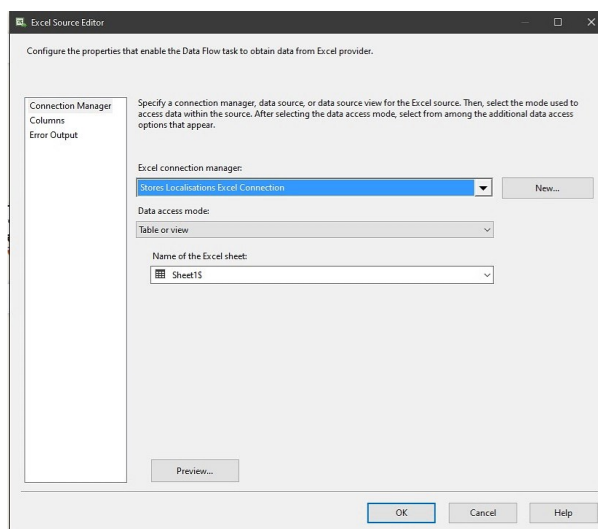 Excel Source Editor
Configure the properties that enable the Data Flow task to obtain data from Excel provider.
Connection Manager
Columns
Error Output
Specify a connection manager, data source, or data source view for the Excel source. Then, select the mode used to
access data within the source. After selecting the data access mode, select from among the additional data access
options that appear.
Excel connection manager:
Stores Localisations Excel Connection
New...
Data access mode:
Table or view
Name of the Excel sheet:
Sheet1$
Preview...
OK
Cancel
Help